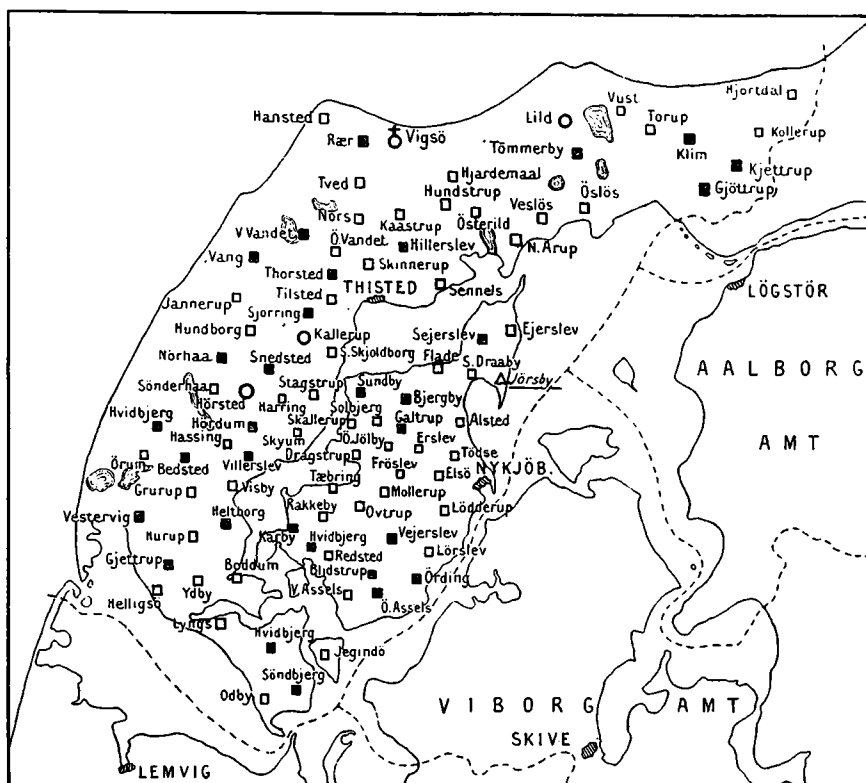 Hjortdal
Vust
Hansted
Lild
Torup
Kollerup
Rær
Vigsö
Klim
Tömmerby
Hjardemaal
Kjettrup
Tved
Hundstrup
Gjöttrup
Veslös
Öslös
Nörs
Kaastrup
Österild
V. Vandet
Ö. Vandet
Hillerslev
N. Arup
Vang
Skinnerup
Thorsted
THISTED
Sennels
LÖGSTÖR
Tilsted
Jannerup
Sjorring
Hundborg
Kallerup
Sejerslev
Ejerslev
S. Skjoldborg
Flade
Nörhaa
Snedsted
S. Draaby
AALBORG
Sönderhaa
Stagstrup
Sundby
Jörsby
Hörsted
Harring
Bjergby
Hvidbjerg
Solbjerg
Hördum
Skallerup
Galtrup
Alsted
AMT
Hassing
Skyum
Ö. Jölby
Erslev
Örum
Dragstrup
Tödse
Bedsted
Villerslev
Fröslev
Elsö
NYKJÖB.
Tæbring
Grurup
Visby
Mollerup
Rakkeby
Ovtrup
Lödderup
Vestervig
Heltborg
Hurup
Karby
Hvidbjerg
Vejerslev
Redsted
Lörslev
Gjettrup
Boddum
Blidstrup
Örding
Ydby
V. Assels
Ö. Assels
Helligsö
Lyngs
Hvidbjerg
Jegindö
Söndbjerg
Odby
VIBORG AMT
SKIVE
LEMVIG